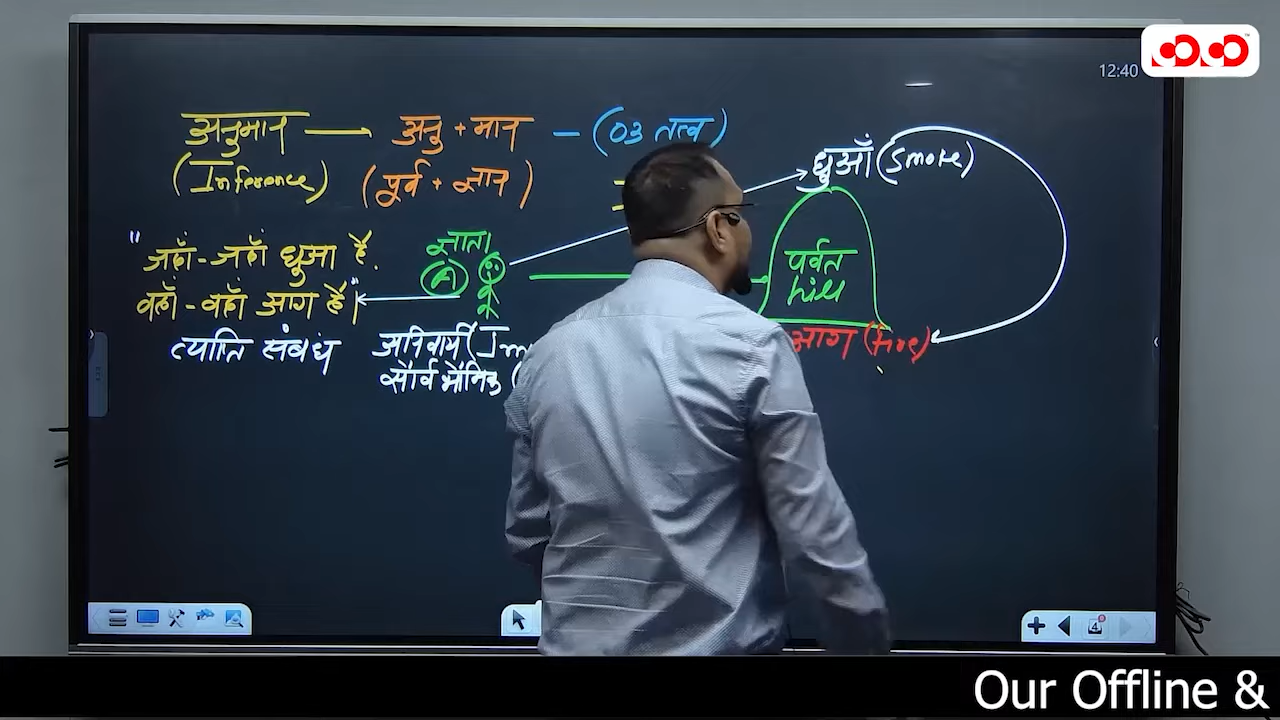 12:40
अनुमान → अनु + मान – (03 तत्व)
(Inference) (पूर्व + ज्ञान)
धुआँ (Smoke)
"जहाँ-जहाँ धुआ है,
वहाँ-वहाँ आग है।"
ज्ञाता
(A)
पर्वत
hill
व्याप्ति संबंध
अनिवार्य
सार्वभौमिक
आग (Fire)
4
Our Offline &